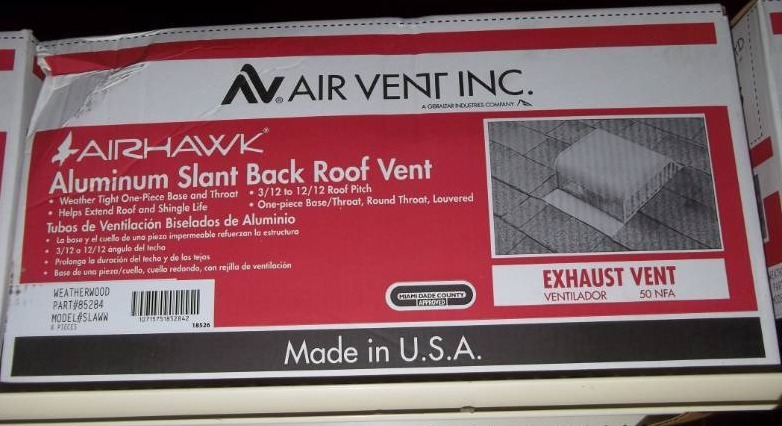 AIR VENT INC.
A GIBRALTAR INDUSTRIES COMPANY
AIRHAWK®
Aluminum Slant Back Roof Vent
• Weather Tight One-Piece Base and Throat
• Helps Extend Roof and Shingle Life
• 3/12 to 12/12 Roof Pitch
• One-piece Base/Throat, Round Throat, Louvered
Tubos de Ventilación Biselados de Aluminio
• La base y el cuello de una pieza impermeable refuerzan la estructura
• 3/12 a 12/12 ángulo del techo
• Prolonga la duración del techo y de las tejas
• Base de una pieza/cuello, cuello redondo, con rejilla de ventilación
WEATHERWOOD
PART#85284
MODEL#SLAWW
6 PIECES
18526
MIAMI DADE COUNTY
APPROVED
EXHAUST VENT
VENTILADOR 50 NFA
Made in U.S.A.